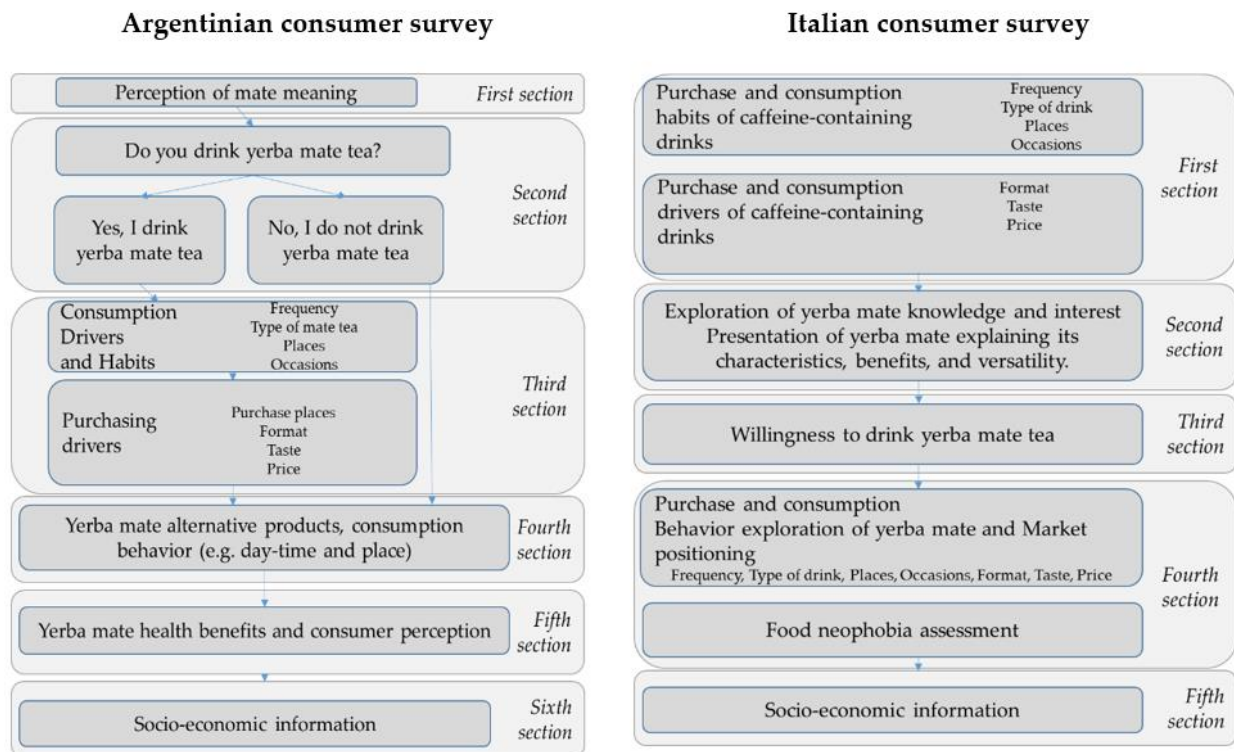 Argentinian consumer survey
Perception of mate meaning
First section
Do you drink yerba mate tea?
Yes, I drink
yerba mate tea
No, I do not drink
yerba mate tea
Second
section
Consumption
Drivers
and Habits
Frequency
Type of mate tea
Places
Occasions
Purchasing
drivers
Purchase places
Format
Taste
Price
Third
section
Yerba mate alternative products, consumption
behavior (e.g. day-time and place)
Fourth
section
Yerba mate health benefits and consumer perception
Fifth
section
Socio-economic information
Sixth
section
Italian consumer survey
Purchase and consumption
habits of caffeine-containing
drinks
Frequency
Type of drink
Places
Occasions
Purchase and consumption
drivers of caffeine-containing
drinks
Format
Taste
Price
First
section
Exploration of yerba mate knowledge and interest
Presentation of yerba mate explaining its
characteristics, benefits, and versatility.
Second
section
Willingness to drink yerba mate tea
Third
section
Purchase and consumption
Behavior exploration of yerba mate and Market
positioning
Frequency, Type of drink, Places, Occasions, Format, Taste, Price
Food neophobia assessment
Fourth
section
Socio-economic information
Fifth
section